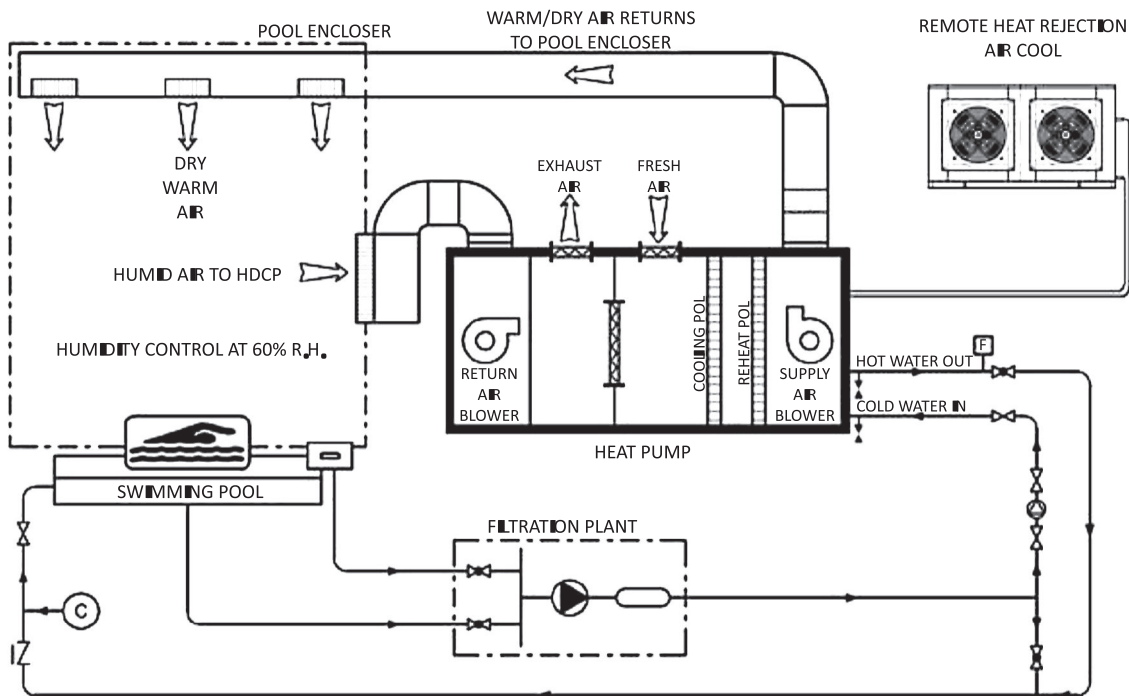 POOL ENCLOSER
WARM/DRY AIR RETURNS
TO POOL ENCLOSER
REMOTE HEAT REJECTION
AIR COOL
DRY
WARM
AIR
EXHAUST
AIR
FRESH
AIR
HUMID AIR TO HDCP
HUMIDITY CONTROL AT 60% R.H.
RETURN
AIR
BLOWER
COOLING POL
REHEAT POL
SUPPLY
AIR
BLOWER
HOT WATER OUT
F
COLD WATER IN
HEAT PUMP
SWIMMING POOL
FILTRATION PLANT
C